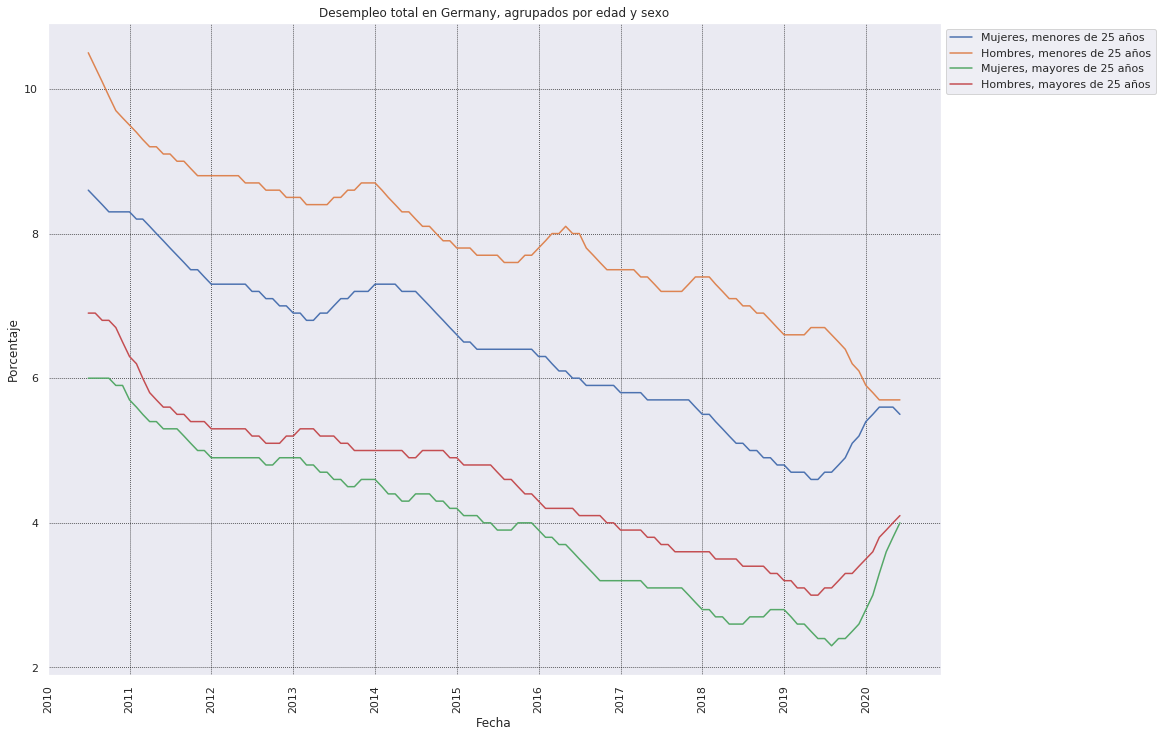 Desempleo total en Germany, agrupados por edad y sexo
Mujeres, menores de 25 años
Hombres, menores de 25 años
Mujeres, mayores de 25 años
Hombres, mayores de 25 años
Porcentaje
10
8
6
4
2
2010
2011
2012
2013
2014
2015
2016
2017
2018
2019
2020
Fecha